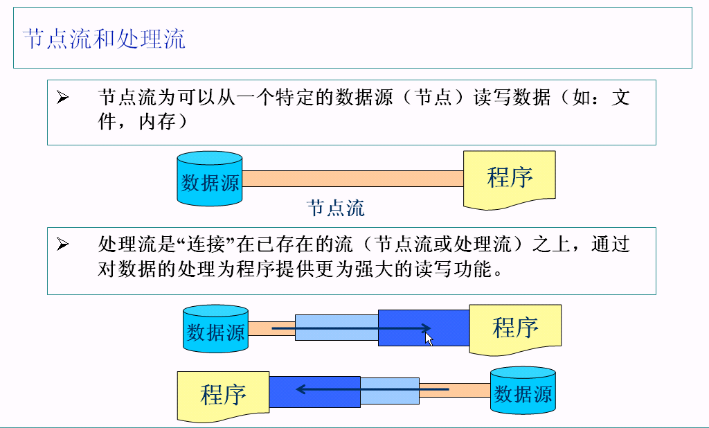 节点流和处理流
节点流为可以从一个特定的数据源（节点）读写数据（如：文
件，内存）
数据源
程序
节点流
处理流是“连接”在已存在的流（节点流或处理流）之上，通过
对数据的处理为程序提供更为强大的读写功能。
数据源
程序
程序
数据源